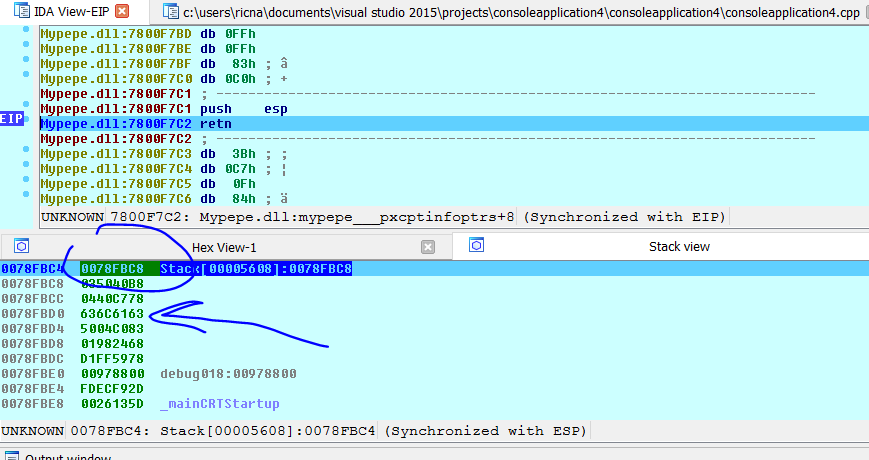 IDA View-EIP c:\users\ricna\documents\visual studio 2015\projects\consoleapplication4\consoleapplication4\consoleapplication4.cpp
Mypepe.dll:7800F7BD db 0FFh
Mypepe.dll:7800F7BE db 0FFh
Mypepe.dll:7800F7BF db 83h ; â
Mypepe.dll:7800F7C0 db 0C0h ; +
Mypepe.dll:7800F7C1 ; ---------------------------------------------------------------------------
Mypepe.dll:7800F7C1 push esp
EIP Mypepe.dll:7800F7C2 retn
Mypepe.dll:7800F7C2 ; ---------------------------------------------------------------------------
Mypepe.dll:7800F7C3 db 3Bh ; ;
Mypepe.dll:7800F7C4 db 0C7h ; ¦
Mypepe.dll:7800F7C5 db 0Fh
Mypepe.dll:7800F7C6 db 84h ; ä
UNKNOWN 7800F7C2: Mypepe.dll:mypepe___pxcptinfoptrs+8 (Synchronized with EIP)
Hex View-1 Stack view
0078FBC4 0078FBC8 Stack[00005608]:0078FBC8
0078FBC8 035040B8
0078FBCC 0440C778
0078FBD0 636C6163
0078FBD4 5004C083
0078FBD8 01982468
0078FBDC D1FF5978
0078FBE0 00978800 debug018:00978800
0078FBE4 FDECF92D
0078FBE8 0026135D _mainCRTStartup
UNKNOWN 0078FBC4: Stack[00005608]:0078FBC4 (Synchronized with ESP)
Output window